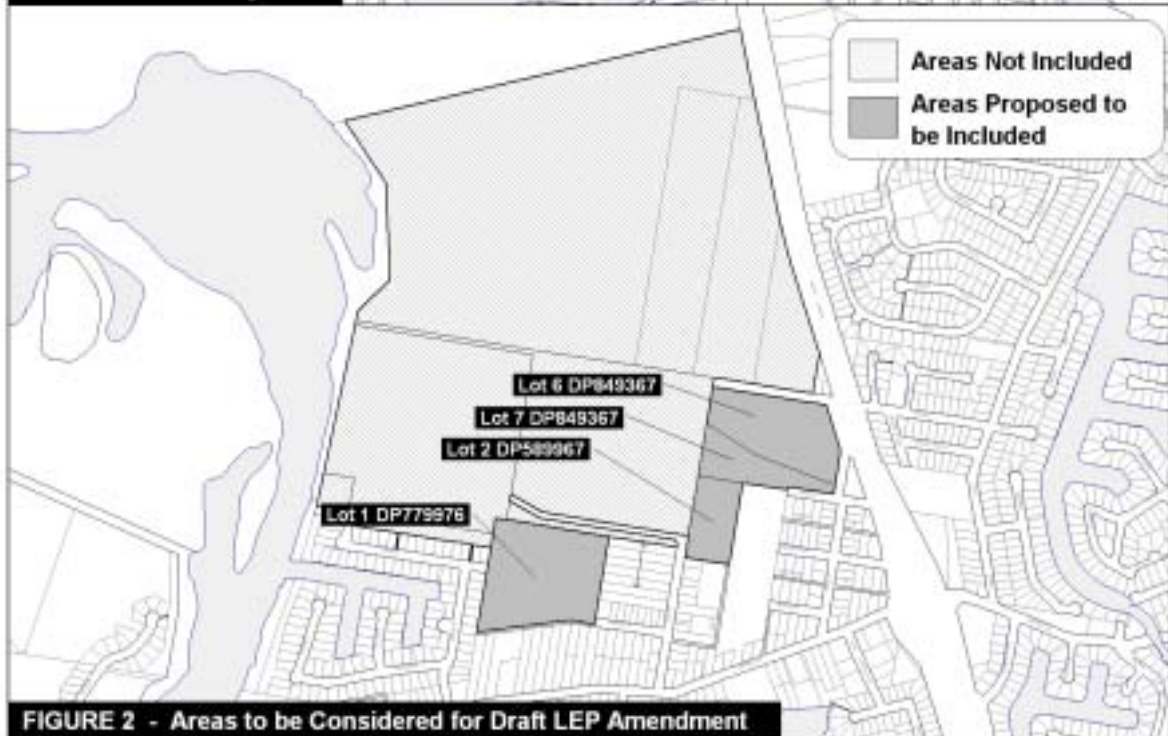 Areas Not Included
Areas Proposed to
be Included
Lot 6 DP849367
Lot 7 DP849367
Lot 2 DP589967
Lot 1 DP779976
FIGURE 2 - Areas to be Considered for Draft LEP Amendment